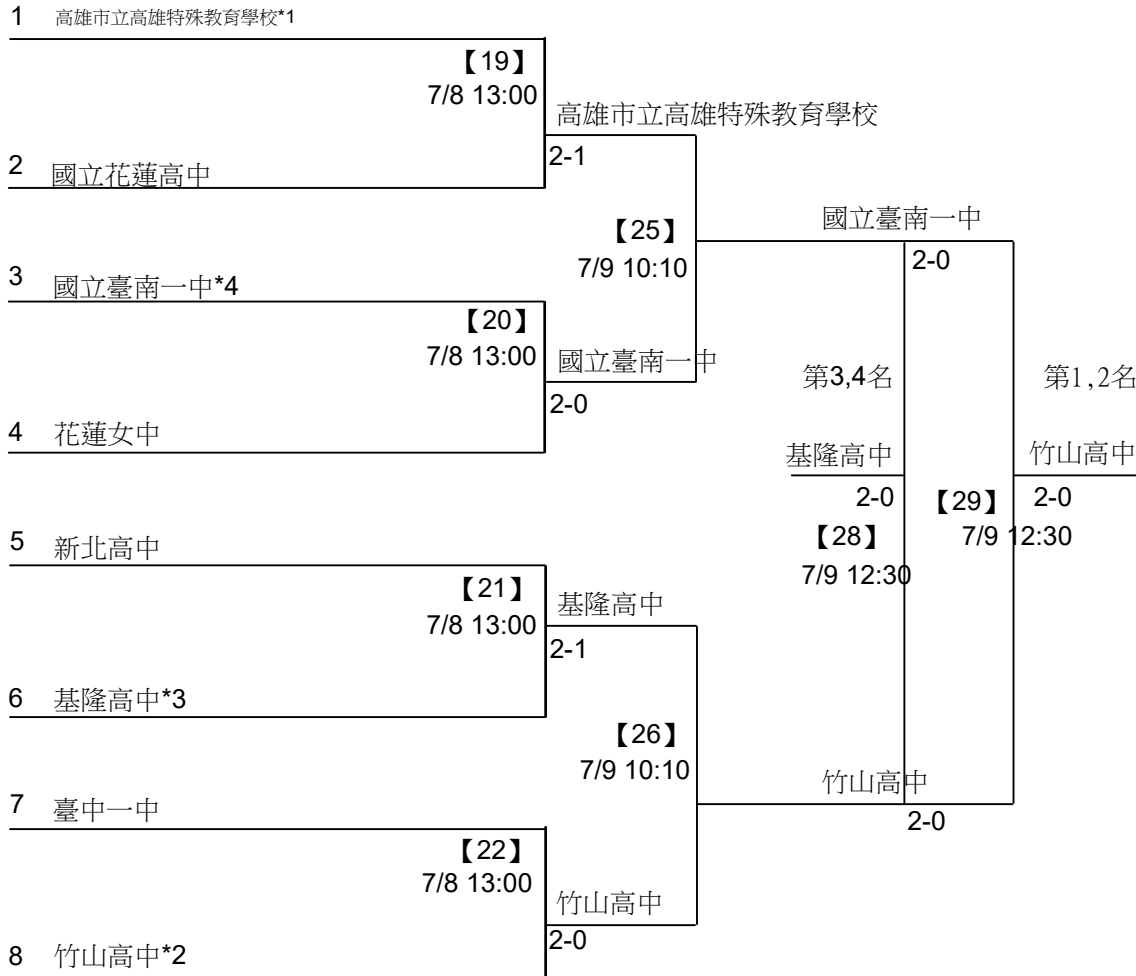 1 高雄市立高雄特殊教育學校*1
【19】
7/8 13:00
高雄市立高雄特殊教育學校
2-1
2 國立花蓮高中
國立臺南一中
【25】
2-0
7/9 10:10
3 國立臺南一中*4
【20】
7/8 13:00
國立臺南一中
第3,4名
第1,2名
2-0
4 花蓮女中
基隆高中
竹山高中
2-0
【29】
2-0
5 新北高中
【28】
7/9 12:30
7/9 12:30
【21】
7/8 13:00
基隆高中
2-1
6 基隆高中*3
【26】
7/9 10:10
竹山高中
7 臺中一中
2-0
【22】
7/8 13:00
竹山高中
2-0
8 竹山高中*2